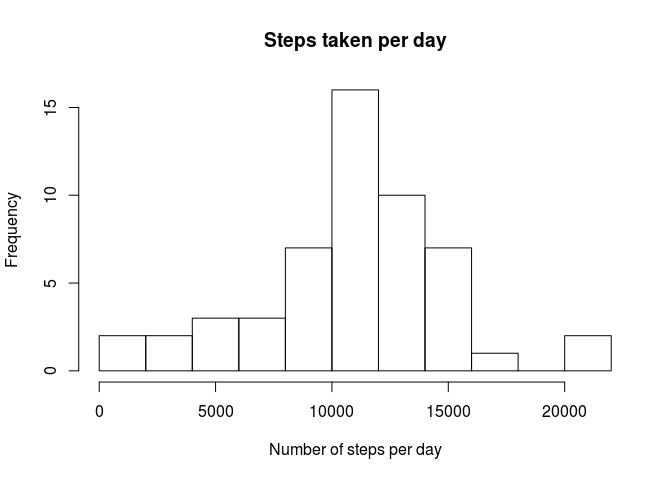 Steps taken per day
Frequency
15
10
5
0
0 5000 10000 15000 20000
Number of steps per day